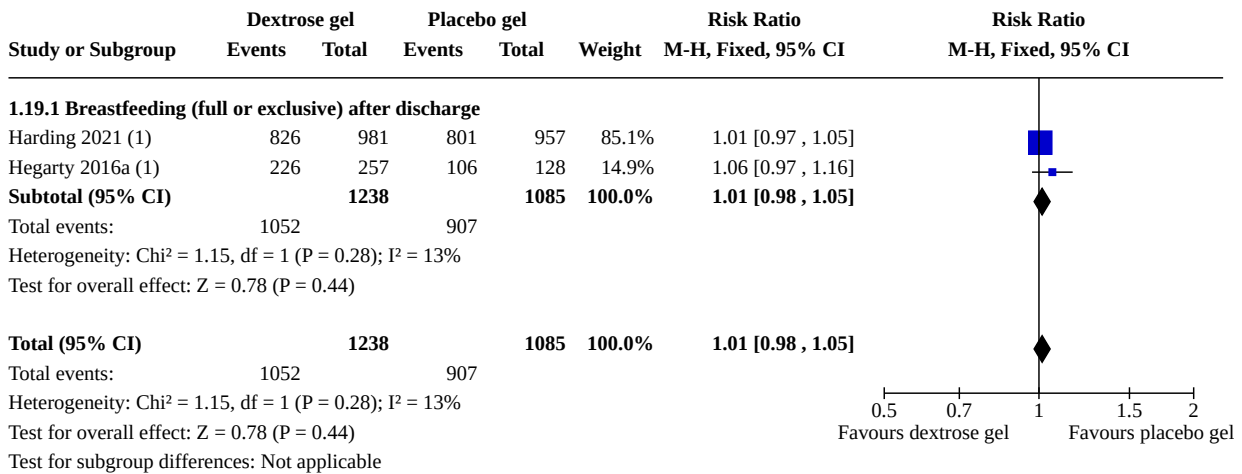 Dextrose gel Placebo gel Risk Ratio Risk Ratio
Study or Subgroup Events Total Events Total Weight M-H, Fixed, 95% CI M-H, Fixed, 95% CI
1.19.1 Breastfeeding (full or exclusive) after discharge
Harding 2021 (1) 826 981 801 957 85.1% 1.01 [0.97 , 1.05]
Hegarty 2016a (1) 226 257 106 128 14.9% 1.06 [0.97 , 1.16]
Subtotal (95% CI) 1238 1085 100.0% 1.01 [0.98 , 1.05]
Total events: 1052 907
Heterogeneity: Chi² = 1.15, df = 1 (P = 0.28); I² = 13%
Test for overall effect: Z = 0.78 (P = 0.44)
Total (95% CI) 1238 1085 100.0% 1.01 [0.98 , 1.05]
Total events: 1052 907
Heterogeneity: Chi² = 1.15, df = 1 (P = 0.28); I² = 13%
0.5 0.7 1 1.5 2
Test for overall effect: Z = 0.78 (P = 0.44) Favours dextrose gel Favours placebo gel
Test for subgroup differences: Not applicable